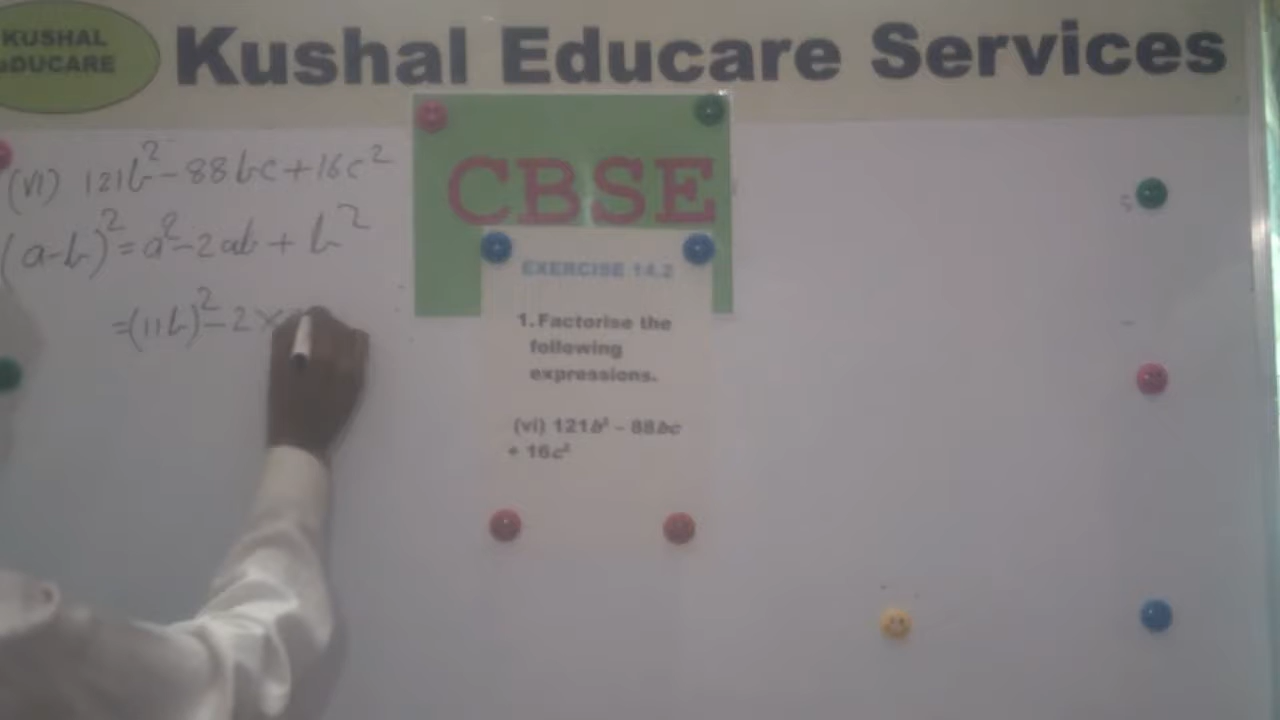 KUSHAL
eDUCARE
Kushal Educare Services
(VI) 121b² - 88bc + 16c²
(a-b)² = a² - 2ab + b²
= (11b)² - 2 ×
CBSE
EXERCISE 14.2
1. Factorise the
following
expressions.
(vi) 121b² – 88bc
+ 16c²